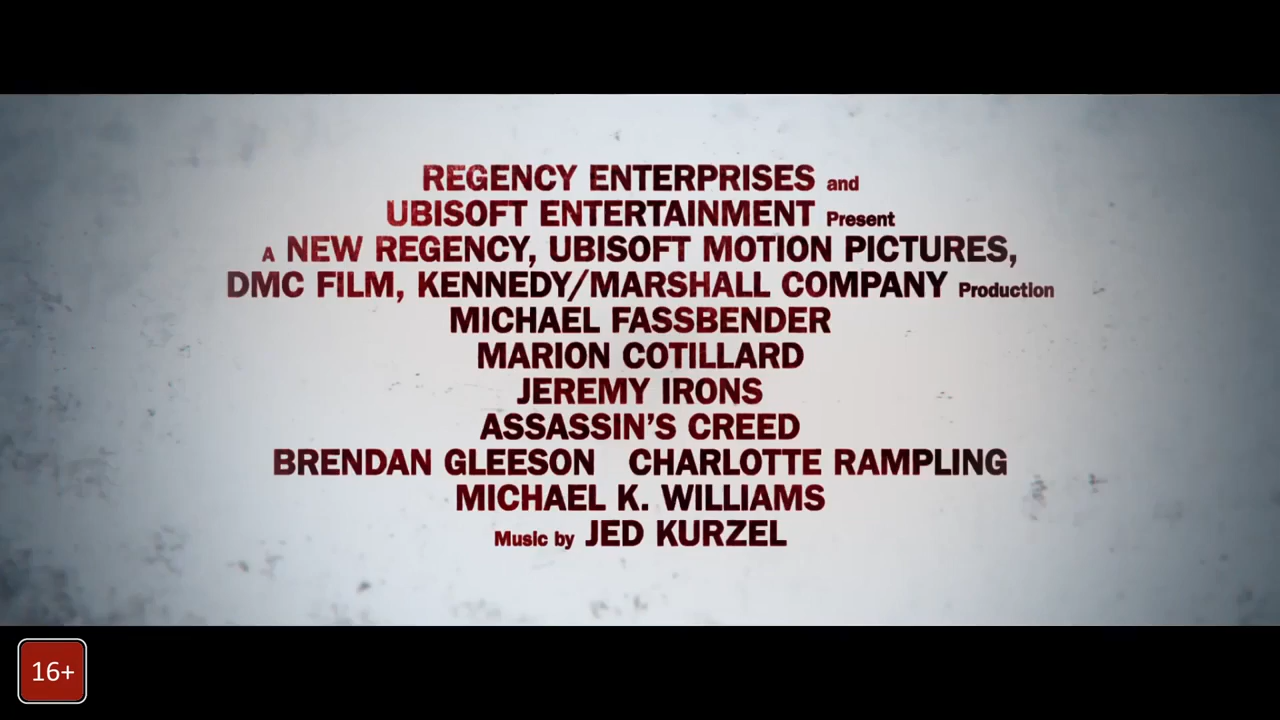 REGENCY ENTERPRISES and
UBISOFT ENTERTAINMENT Present
A NEW REGENCY, UBISOFT MOTION PICTURES,
DMC FILM, KENNEDY/MARSHALL COMPANY Production
MICHAEL FASSBENDER
MARION COTILLARD
JEREMY IRONS
ASSASSIN’S CREED
BRENDAN GLEESON CHARLOTTE RAMPLING
MICHAEL K. WILLIAMS
Music by JED KURZEL
16+